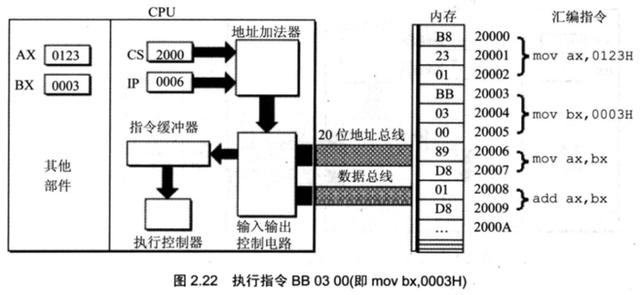 CPU
AX 0123
BX 0003
其他
部件
CS 2000
IP 0006
地址加法器
指令缓冲器
执行控制器
输入输出
控制电路
20 位地址总线
数据总线
内存
汇编指令
B8 20000
23 20001
01 20002
mov ax,0123H
BB 20003
03 20004
00 20005
mov bx,0003H
89 20006
D8 20007
mov ax,bx
01 20008
D8 20009
add ax,bx
... 2000A
图 2.22 执行指令 BB 03 00(即 mov bx,0003H)